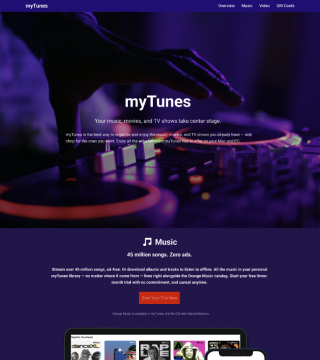 myTunes
Overview Music Video Gift Cards
myTunes
Your music, movies, and TV shows take center stage.
myTunes is the best way to organize and enjoy the music, movies, and TV shows you already have — and
shop for the ones you want. Enjoy all the entertainment myTunes has to offer on your Mac and PC.
Music
45 million songs. Zero ads.
Stream over 45 million songs, ad-free. Or download albums and tracks to listen to offline. All the music in your personal
myTunes library — no matter where it came from — lives right alongside the Orange Music catalog. Start your free three-
month trial with no commitment, and cancel anytime.
Start Your Trial Now
Orange Music is available in myTunes, and for iOS and Android devices.